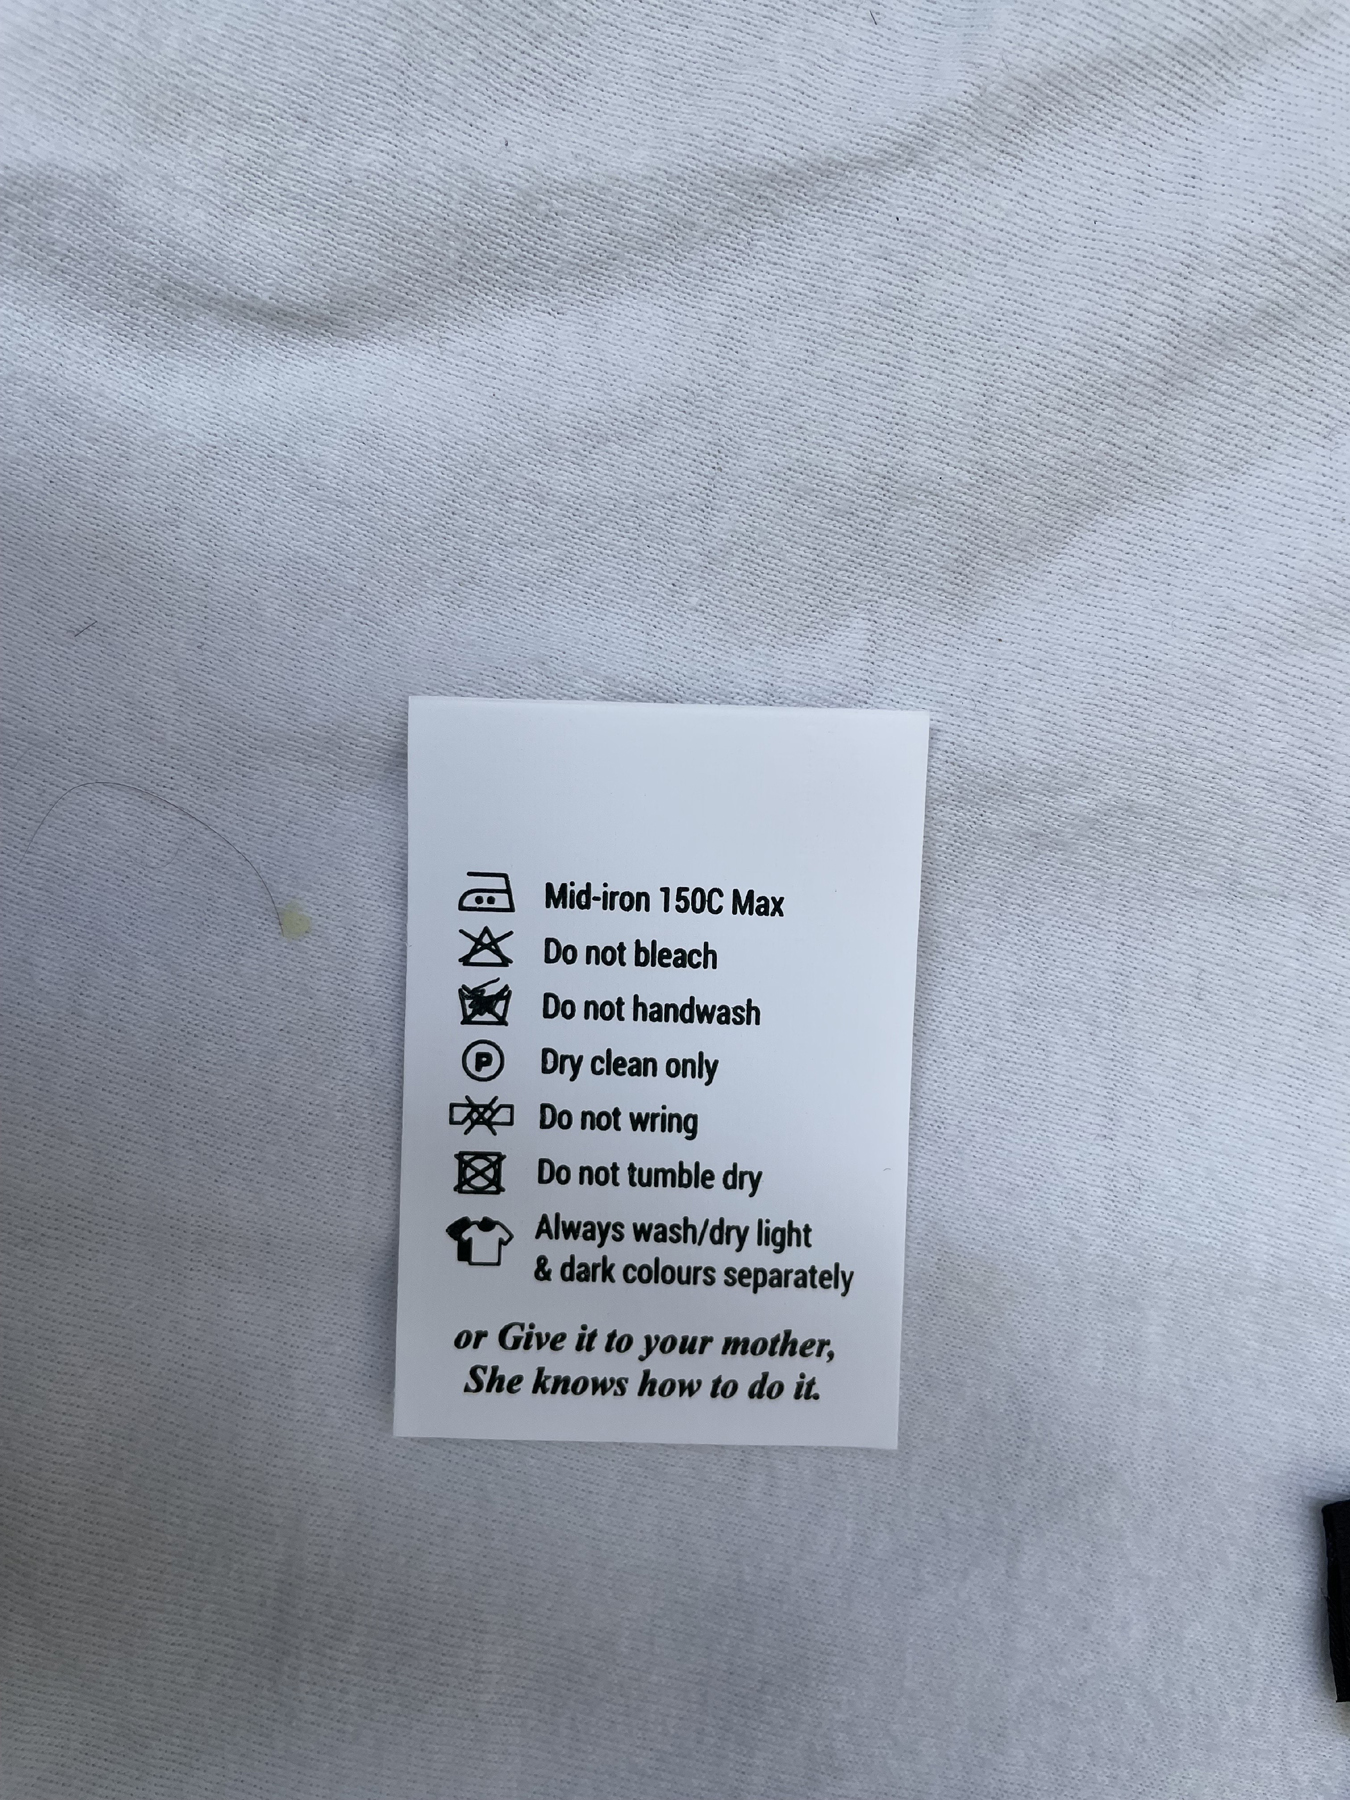 Mid-iron 150C Max
Do not bleach
Do not handwash
P Dry clean only
Do not wring
Do not tumble dry
Always wash/dry light
& dark colours separately
or Give it to your mother,
She knows how to do it.